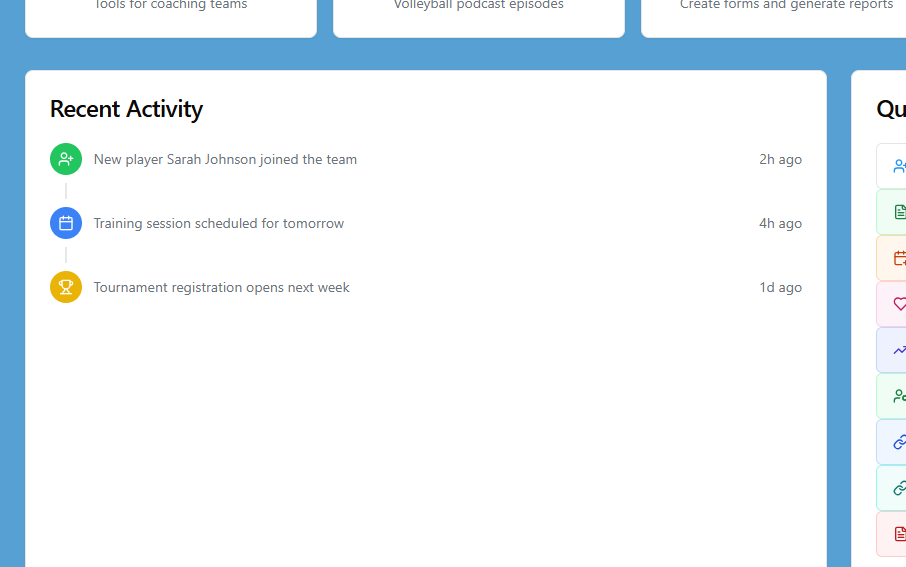 Tools for coaching teams
Volleyball podcast episodes
Create forms and generate reports
Recent Activity
New player Sarah Johnson joined the team
2h ago
Training session scheduled for tomorrow
4h ago
Tournament registration opens next week
1d ago
Qu